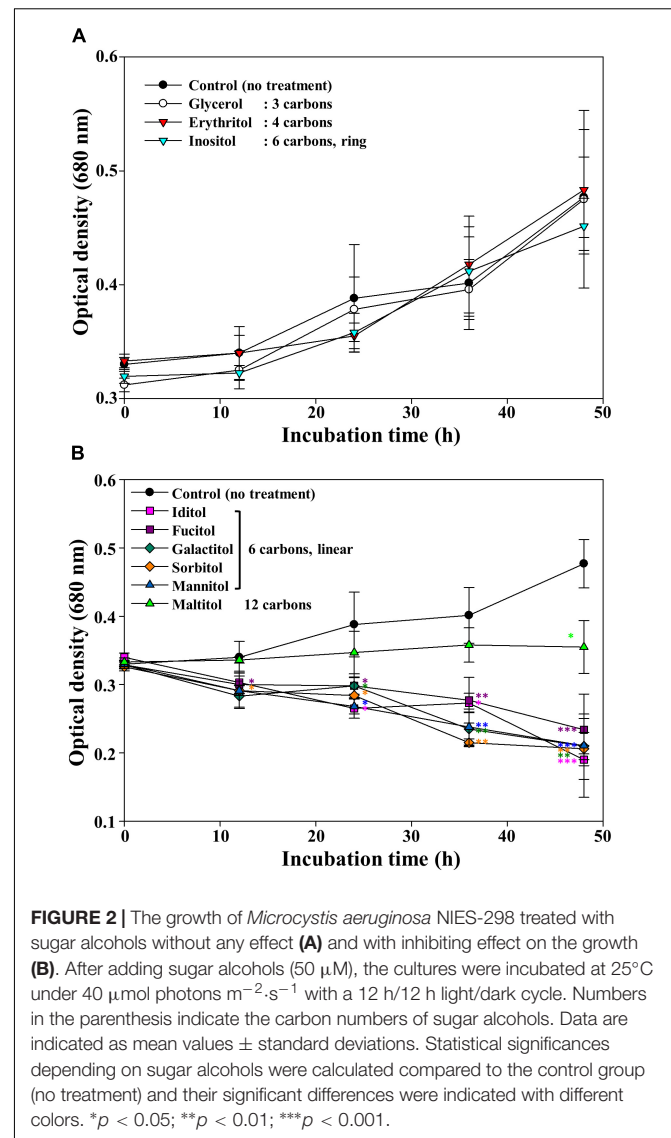 A
0.6
Control (no treatment)
Glycerol : 3 carbons
Erythritol : 4 carbons
Inositol : 6 carbons, ring
0.5
0.4
0.3
Optical density (680 nm)
0 10 20 30 40 50
Incubation time (h)
B
0.6
Control (no treatment)
Iditol
Fucitol
Galactitol 6 carbons, linear
Sorbitol
Mannitol
Maltitol 12 carbons
0.5
0.4
0.3
0.2
0.1
Optical density (680 nm)
*
* * ** ***
* * * ***
* * ** **
* ** **
* ***
0 10 20 30 40 50
Incubation time (h)
FIGURE 2 | The growth of Microcystis aeruginosa NIES-298 treated with
sugar alcohols without any effect (A) and with inhibiting effect on the growth
(B). After adding sugar alcohols (50 μM), the cultures were incubated at 25°C
under 40 μmol photons m−2·s−1 with a 12 h/12 h light/dark cycle. Numbers
in the parenthesis indicate the carbon numbers of sugar alcohols. Data are
indicated as mean values ± standard deviations. Statistical significances
depending on sugar alcohols were calculated compared to the control group
(no treatment) and their significant differences were indicated with different
colors. *p < 0.05; **p < 0.01; ***p < 0.001.